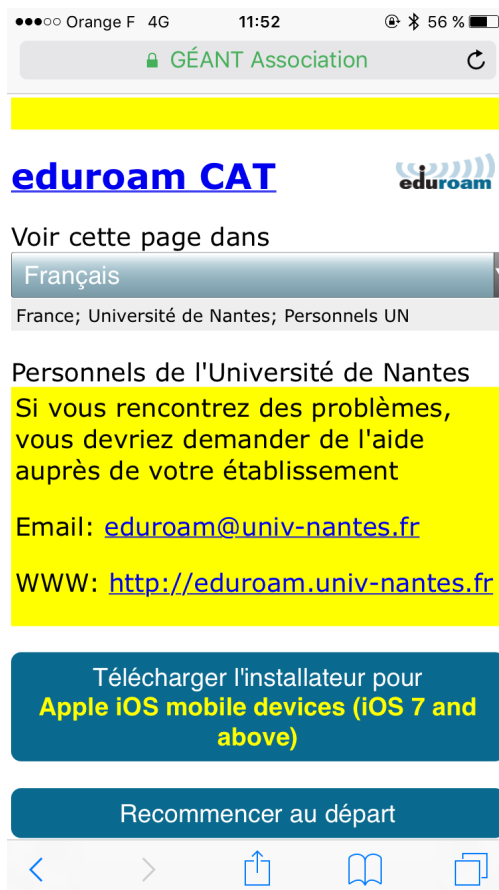 Orange F 4G 11:52 56 %
GÉANT Association
eduroam CAT
eduroam
Voir cette page dans
Français
France; Université de Nantes; Personnels UN
Personnels de l'Université de Nantes
Si vous rencontrez des problèmes,
vous devriez demander de l'aide
auprès de votre établissement
Email: eduroam@univ-nantes.fr
WWW: http://eduroam.univ-nantes.fr
Télécharger l'installateur pour
Apple iOS mobile devices (iOS 7 and
above)
Recommencer au départ